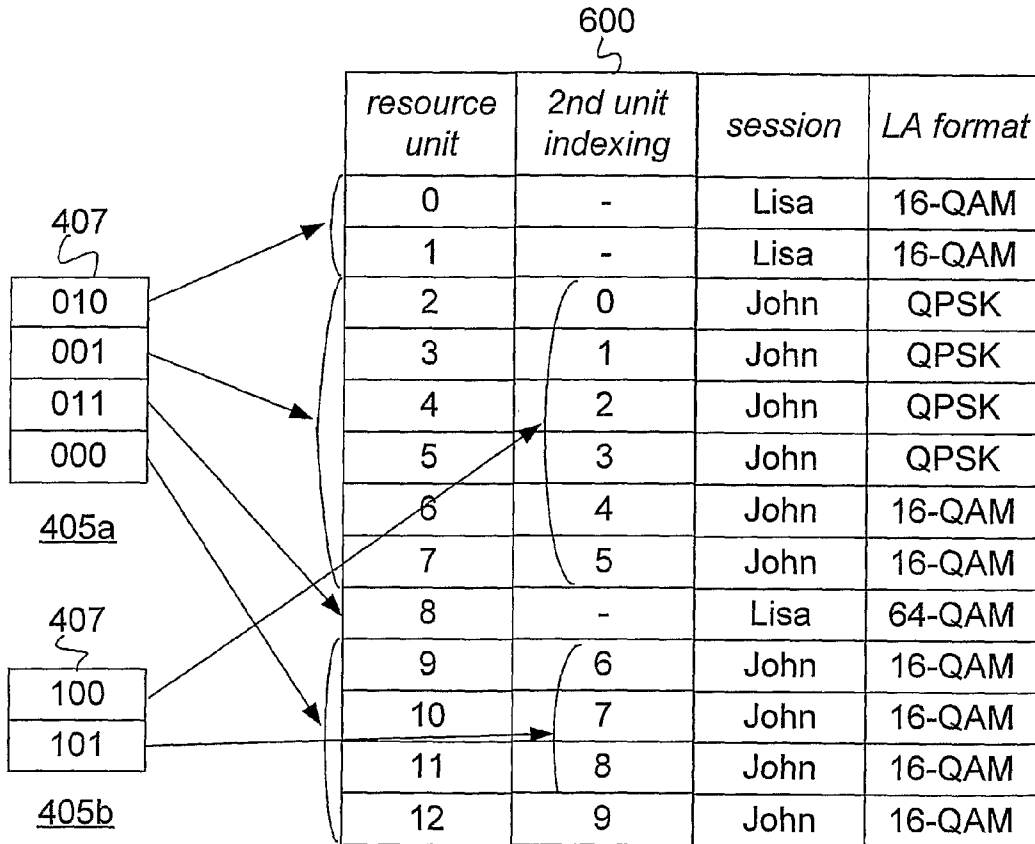 600
resource unit | 2nd unit indexing | session | LA format
0 | - | Lisa | 16-QAM
1 | - | Lisa | 16-QAM
2 | 0 | John | QPSK
3 | 1 | John | QPSK
4 | 2 | John | QPSK
5 | 3 | John | QPSK
6 | 4 | John | 16-QAM
7 | 5 | John | 16-QAM
8 | - | Lisa | 64-QAM
9 | 6 | John | 16-QAM
10 | 7 | John | 16-QAM
11 | 8 | John | 16-QAM
12 | 9 | John | 16-QAM
407
010
001
011
000
405a
407
100
101
405b